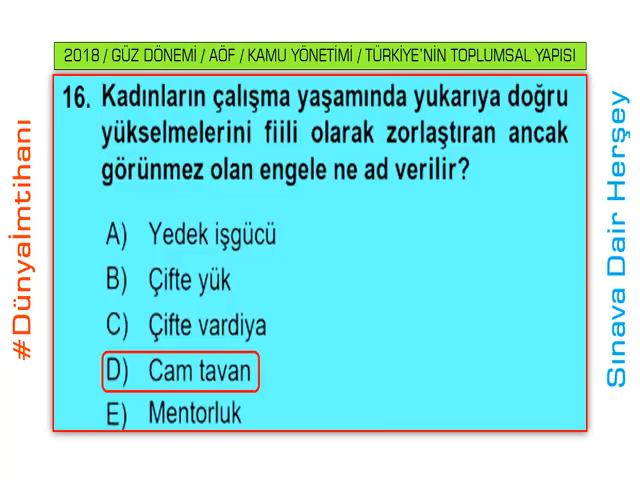 2018 / GÜZ DÖNEMİ / AÖF / KAMU YÖNETİMİ / TÜRKİYE'NİN TOPLUMSAL YAPISI
#Dünyaİmtihanı
16. Kadınların çalışma yaşamında yukarıya doğru
yükselmelerini fiili olarak zorlaştıran ancak
görünmez olan engele ne ad verilir?
A) Yedek işgücü
B) Çifte yük
C) Çifte vardiya
D) Cam tavan
E) Mentorluk
Sınava Dair Herşey